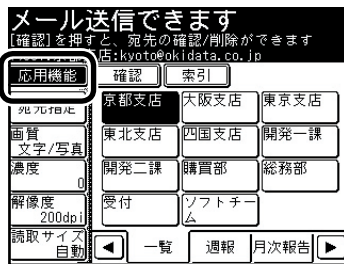 メール送信できます
[確認]を押すと、宛先の確認/削除ができます
店:kyoto@okidata.co.jp
応用機能 確認 索引
宛先指定 京都支店 大阪支店 東京支店
画質 文字/写真 東北支店 四国支店 開発一課
濃度 0 開発二課 購買部 総務部
解像度 200dpi 受付 ソフトチーム
読取サイズ 自動 ◀ 一覧 週報 月次報告 ▶